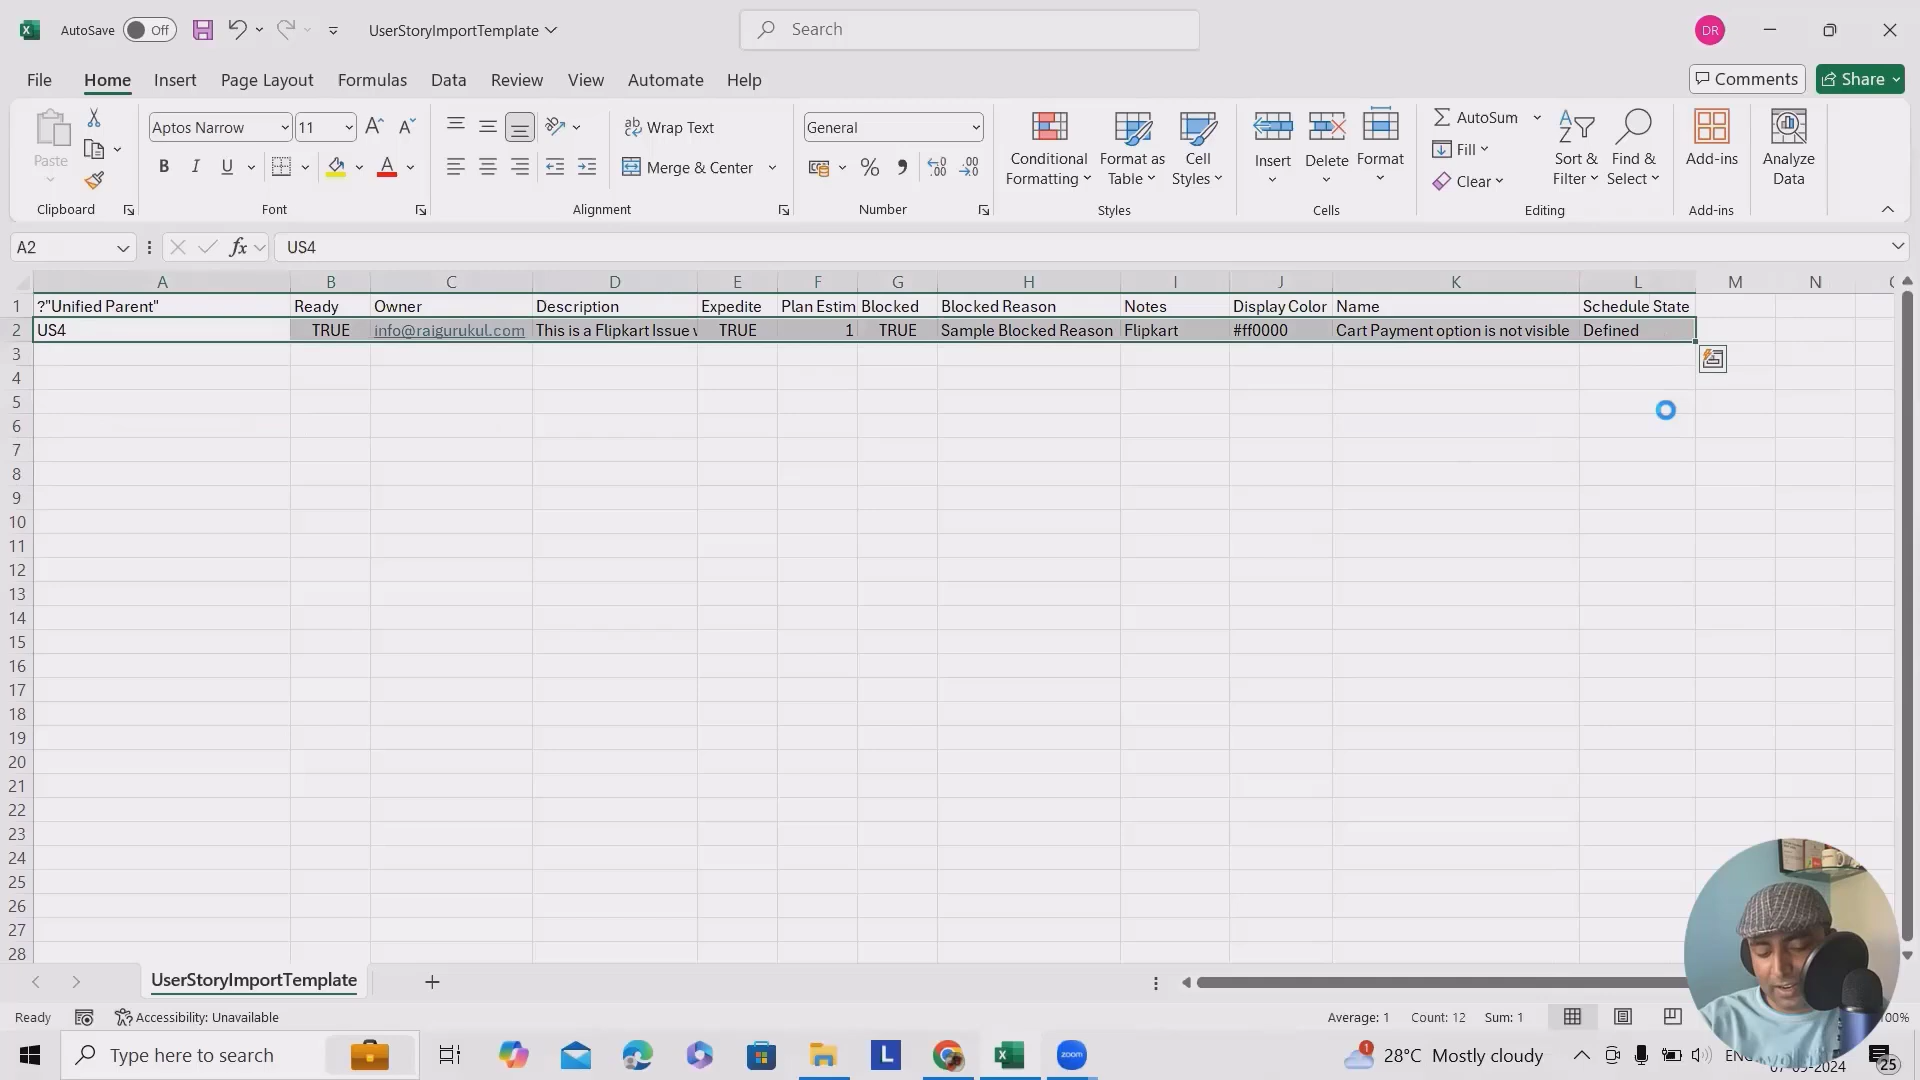 AutoSave Off UserStoryImportTemplate Search DR
File Home Insert Page Layout Formulas Data Review View Automate Help Comments Share
Paste Aptos Narrow 11 Wrap Text General Conditional Formatting Format as Table Cell Styles Insert Delete Format AutoSum Sort & Filter Find & Select Add-ins Analyze Data
B I U A Merge & Center Fill
Clear
Clipboard Font Alignment Number Styles Cells Editing Add-ins
A2 fx US4
A B C D E F G H I J K L M N
1 ?"Unified Parent" Ready Owner Description Expedite Plan Estim Blocked Blocked Reason Notes Display Color Name Schedule State
2 US4 TRUE info@raigurukul.com This is a Flipkart Issue TRUE 1 TRUE Sample Blocked Reason Flipkart #ff0000 Cart Payment option is not visible Defined
3
4
5
6
7
8
9
10
11
12
13
14
15
16
17
18
19
20
21
22
23
24
25
26
27
28
UserStoryImportTemplate
Ready Accessibility: Unavailable Average: 1 Count: 12 Sum: 1 100%
Type here to search L zoom 1 28°C Mostly cloudy 25